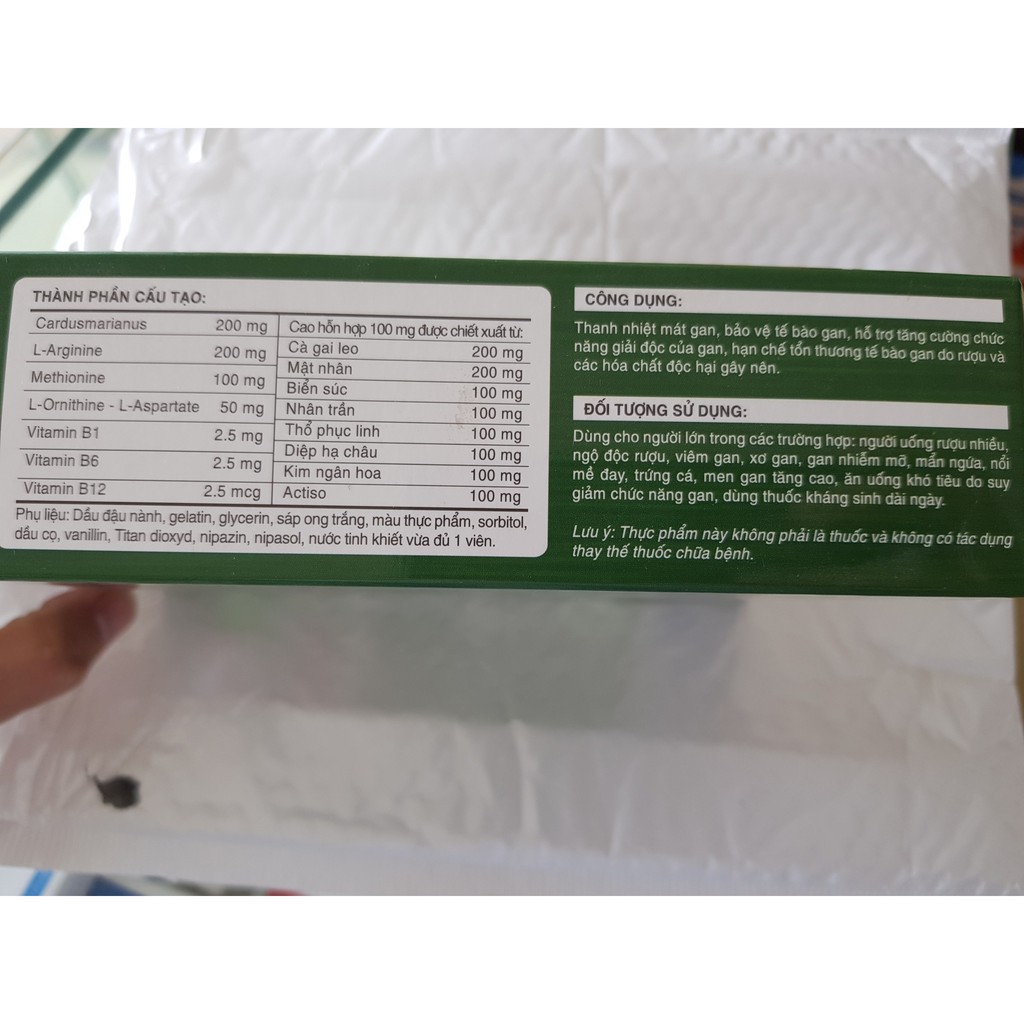 THÀNH PHẦN CẤU TẠO:
Cardusmarianus 200 mg
L-Arginine 200 mg
Methionine 100 mg
L-Ornithine - L-Aspartate 50 mg
Vitamin B1 2.5 mg
Vitamin B6 2.5 mg
Vitamin B12 2.5 mcg
Cao hỗn hợp 100 mg được chiết xuất từ:
Cà gai leo 200 mg
Mật nhân 200 mg
Biển súc 100 mg
Nhân trần 100 mg
Thổ phục linh 100 mg
Diệp hạ châu 100 mg
Kim ngân hoa 100 mg
Actiso 100 mg
Phụ liệu: Dầu đậu nành, gelatin, glycerin, sáp ong trắng, màu thực phẩm, sorbitol,
dầu cọ, vanillin, Titan dioxyd, nipazin, nipasol, nước tinh khiết vừa đủ 1 viên.
CÔNG DỤNG:
Thanh nhiệt mát gan, bảo vệ tế bào gan, hỗ trợ tăng cường chức
năng giải độc của gan, hạn chế tổn thương tế bào gan do rượu và
các hóa chất độc hại gây nên.
ĐỐI TƯỢNG SỬ DỤNG:
Dùng cho người lớn trong các trường hợp: người uống rượu nhiều,
ngộ độc rượu, viêm gan, xơ gan, gan nhiễm mỡ, mẩn ngứa, nổi
mề đay, trứng cá, men gan tăng cao, ăn uống khó tiêu do suy
giảm chức năng gan, dùng thuốc kháng sinh dài ngày.
Lưu ý: Thực phẩm này không phải là thuốc và không có tác dụng
thay thế thuốc chữa bệnh.